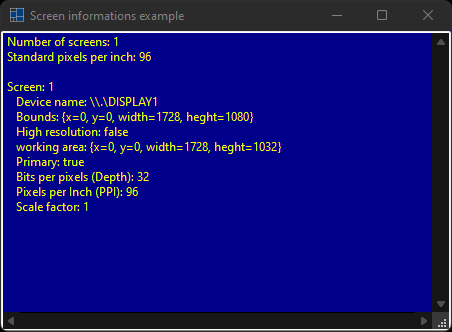 Screen informations example
Number of screens: 1
Standard pixels per inch: 96
Screen: 1
Device name: \\.\DISPLAY1
Bounds: {x=0, y=0, width=1728, heght=1080}
High resolution: false
working area: {x=0, y=0, width=1728, heght=1032}
Primary: true
Bits per pixels (Depth): 32
Pixels per Inch (PPI): 96
Scale factor: 1